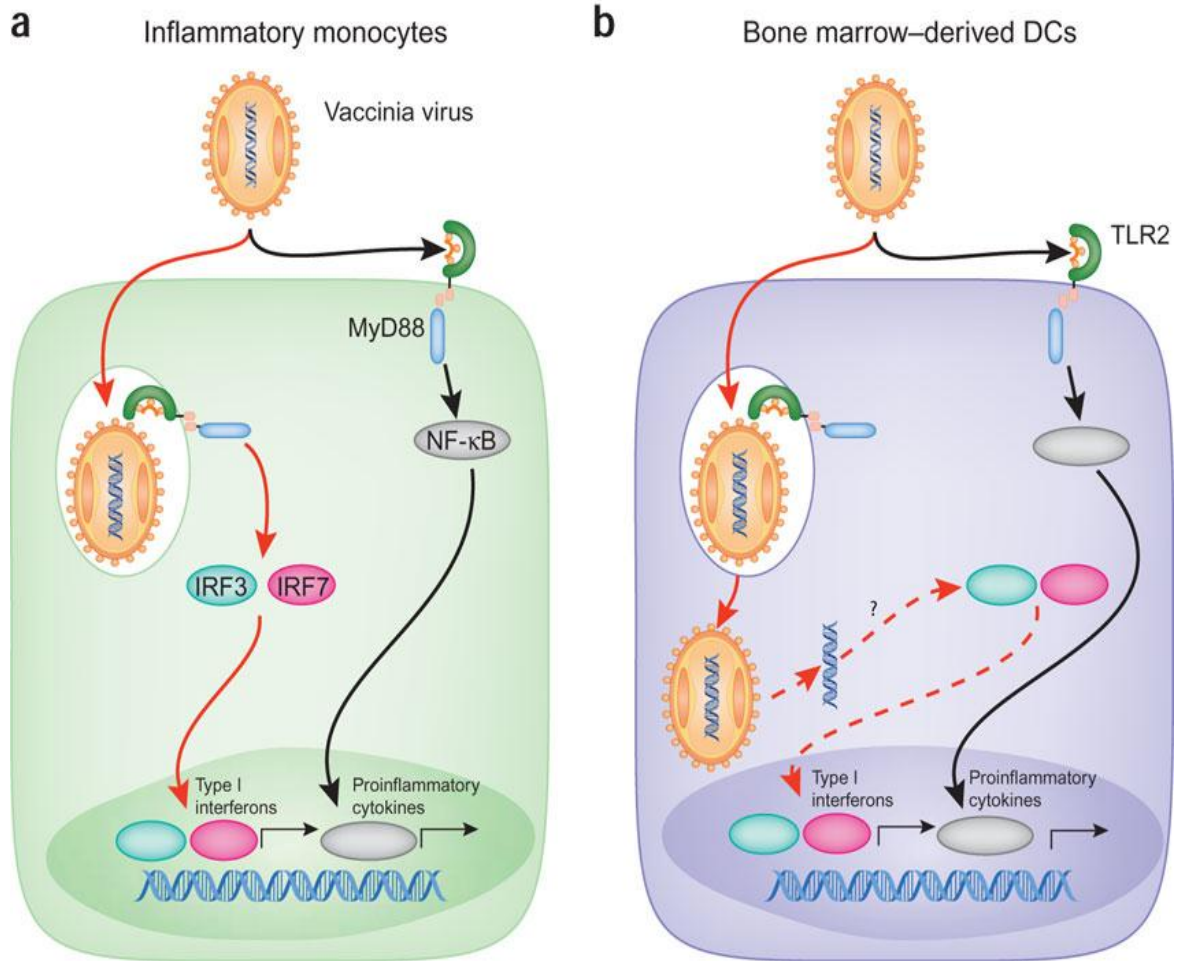 a
Inflammatory monocytes
Vaccinia virus
MyD88
NF-κB
IRF3
IRF7
Type I
interferons
Proinflammatory
cytokines
b
Bone marrow–derived DCs
TLR2
?
Type I
interferons
Proinflammatory
cytokines